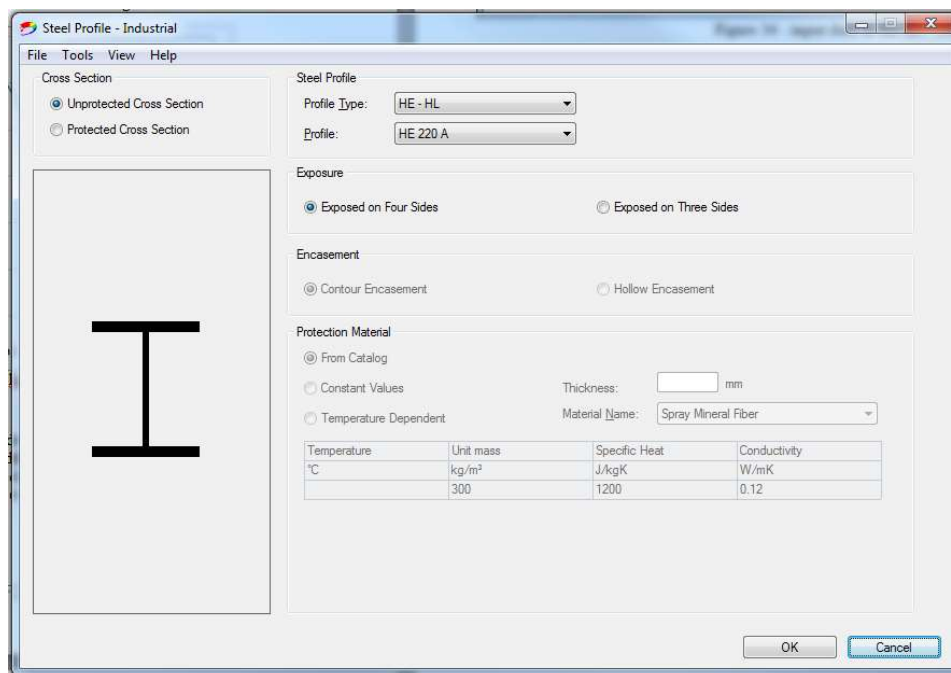 Steel Profile - Industrial
File Tools View Help
Cross Section
Unprotected Cross Section
Protected Cross Section
Steel Profile
Profile Type: HE - HL
Profile: HE 220 A
Exposure
Exposed on Four Sides Exposed on Three Sides
Encasement
Contour Encasement Hollow Encasement
Protection Material
From Catalog
Constant Values Thickness: mm
Temperature Dependent Material Name: Spray Mineral Fiber
Temperature Unit mass Specific Heat Conductivity
°C kg/m³ J/kgK W/mK
300 1200 0.12
OK Cancel